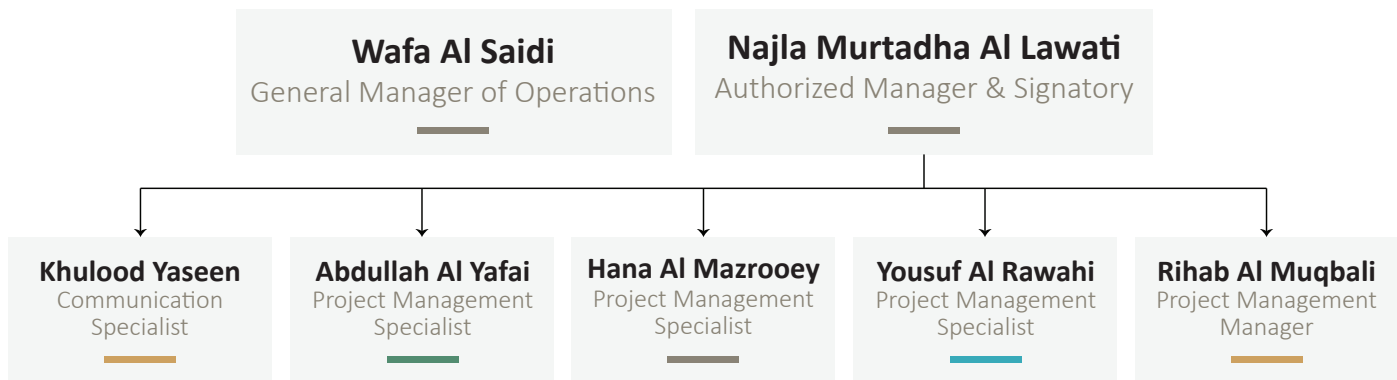 Wafa Al Saidi
General Manager of Operations
Najla Murtadha Al Lawati
Authorized Manager & Signatory
Khulood Yaseen
Communication
Specialist
Abdullah Al Yafai
Project Management
Specialist
Hana Al Mazrooey
Project Management
Specialist
Yousuf Al Rawahi
Project Management
Specialist
Rihab Al Muqbali
Project Management
Manager